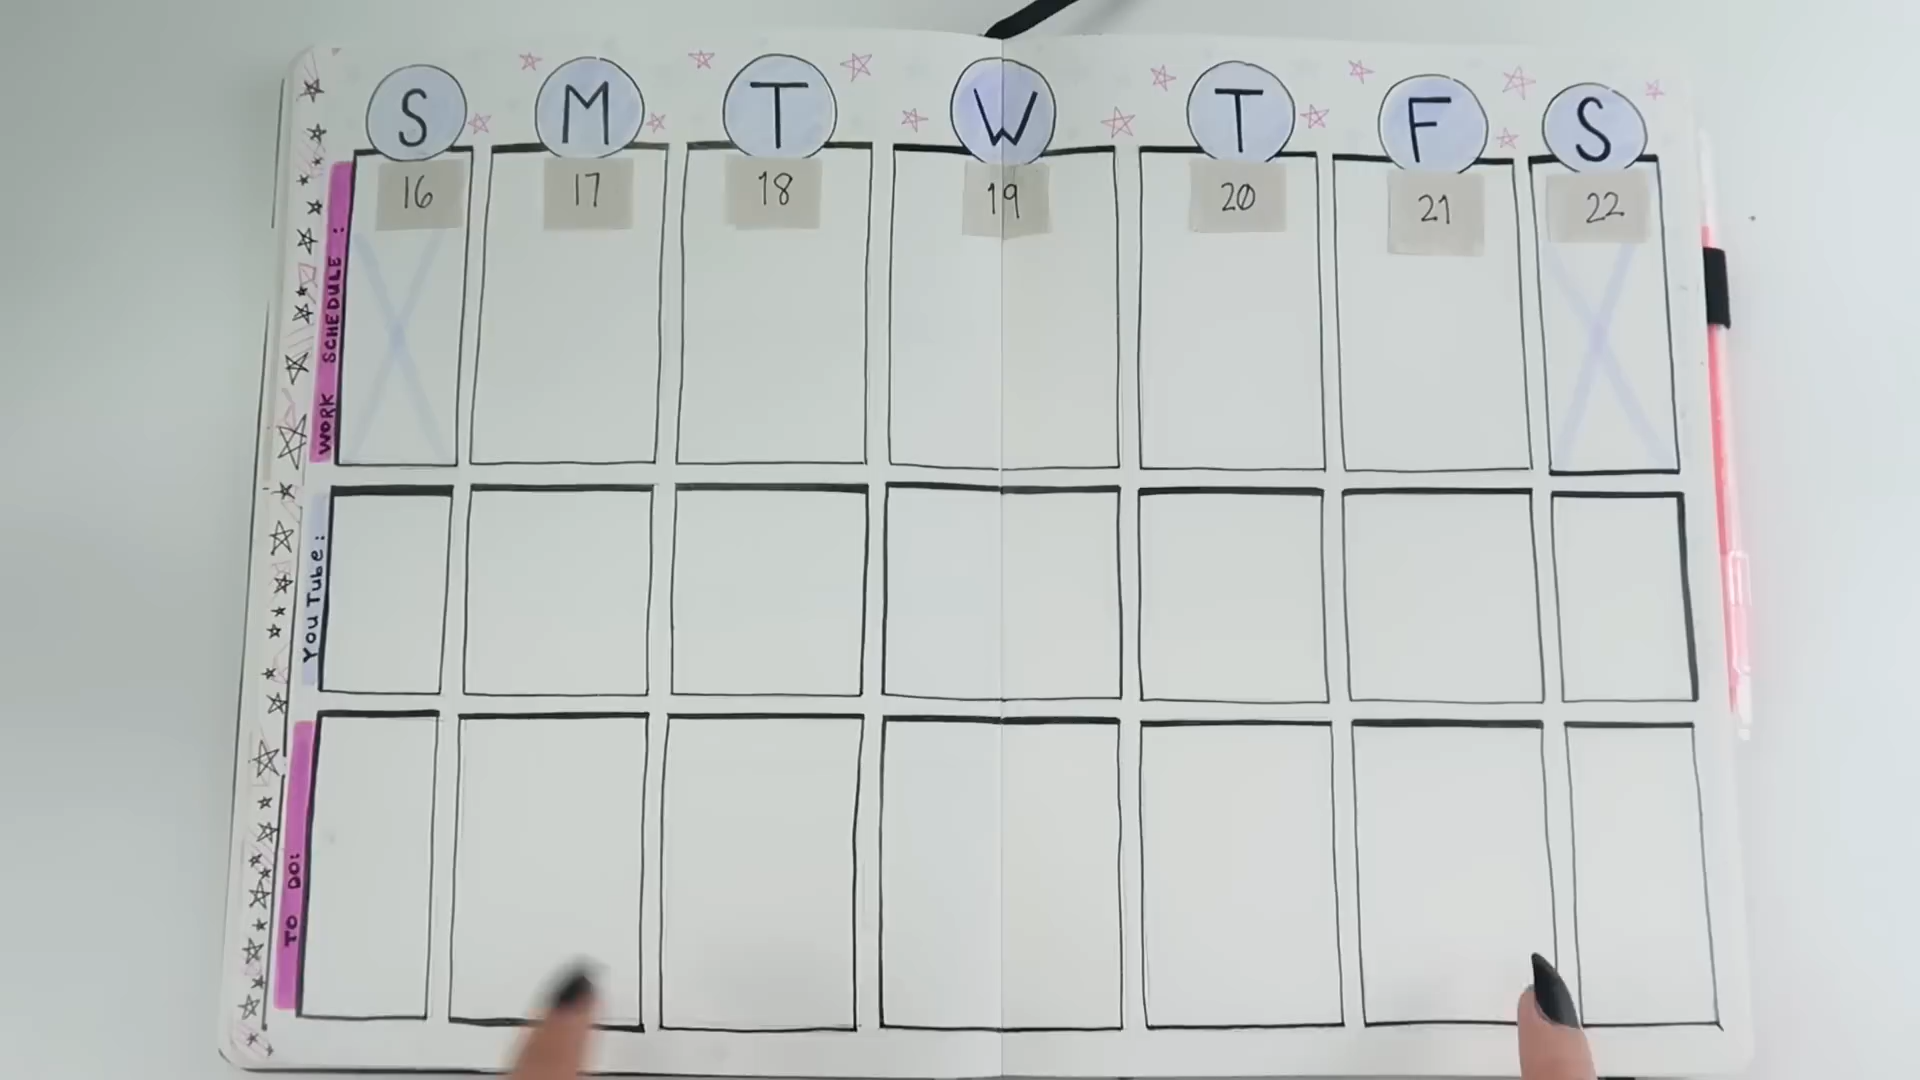 S M T W T F S
16 17 18 19 20 21 22
WORK SCHEDULE:
YouTube:
TO DO: